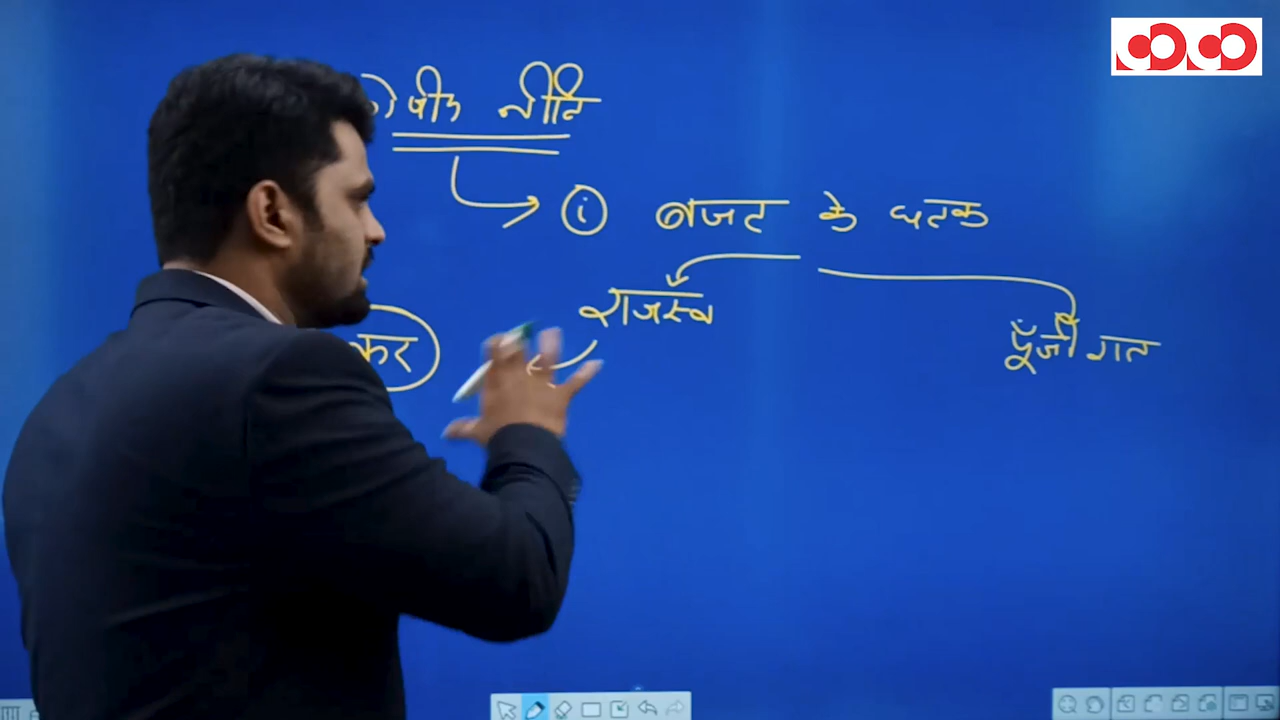 नीति
i बजट के घटक
राजस्व
कर
पूँजीगत